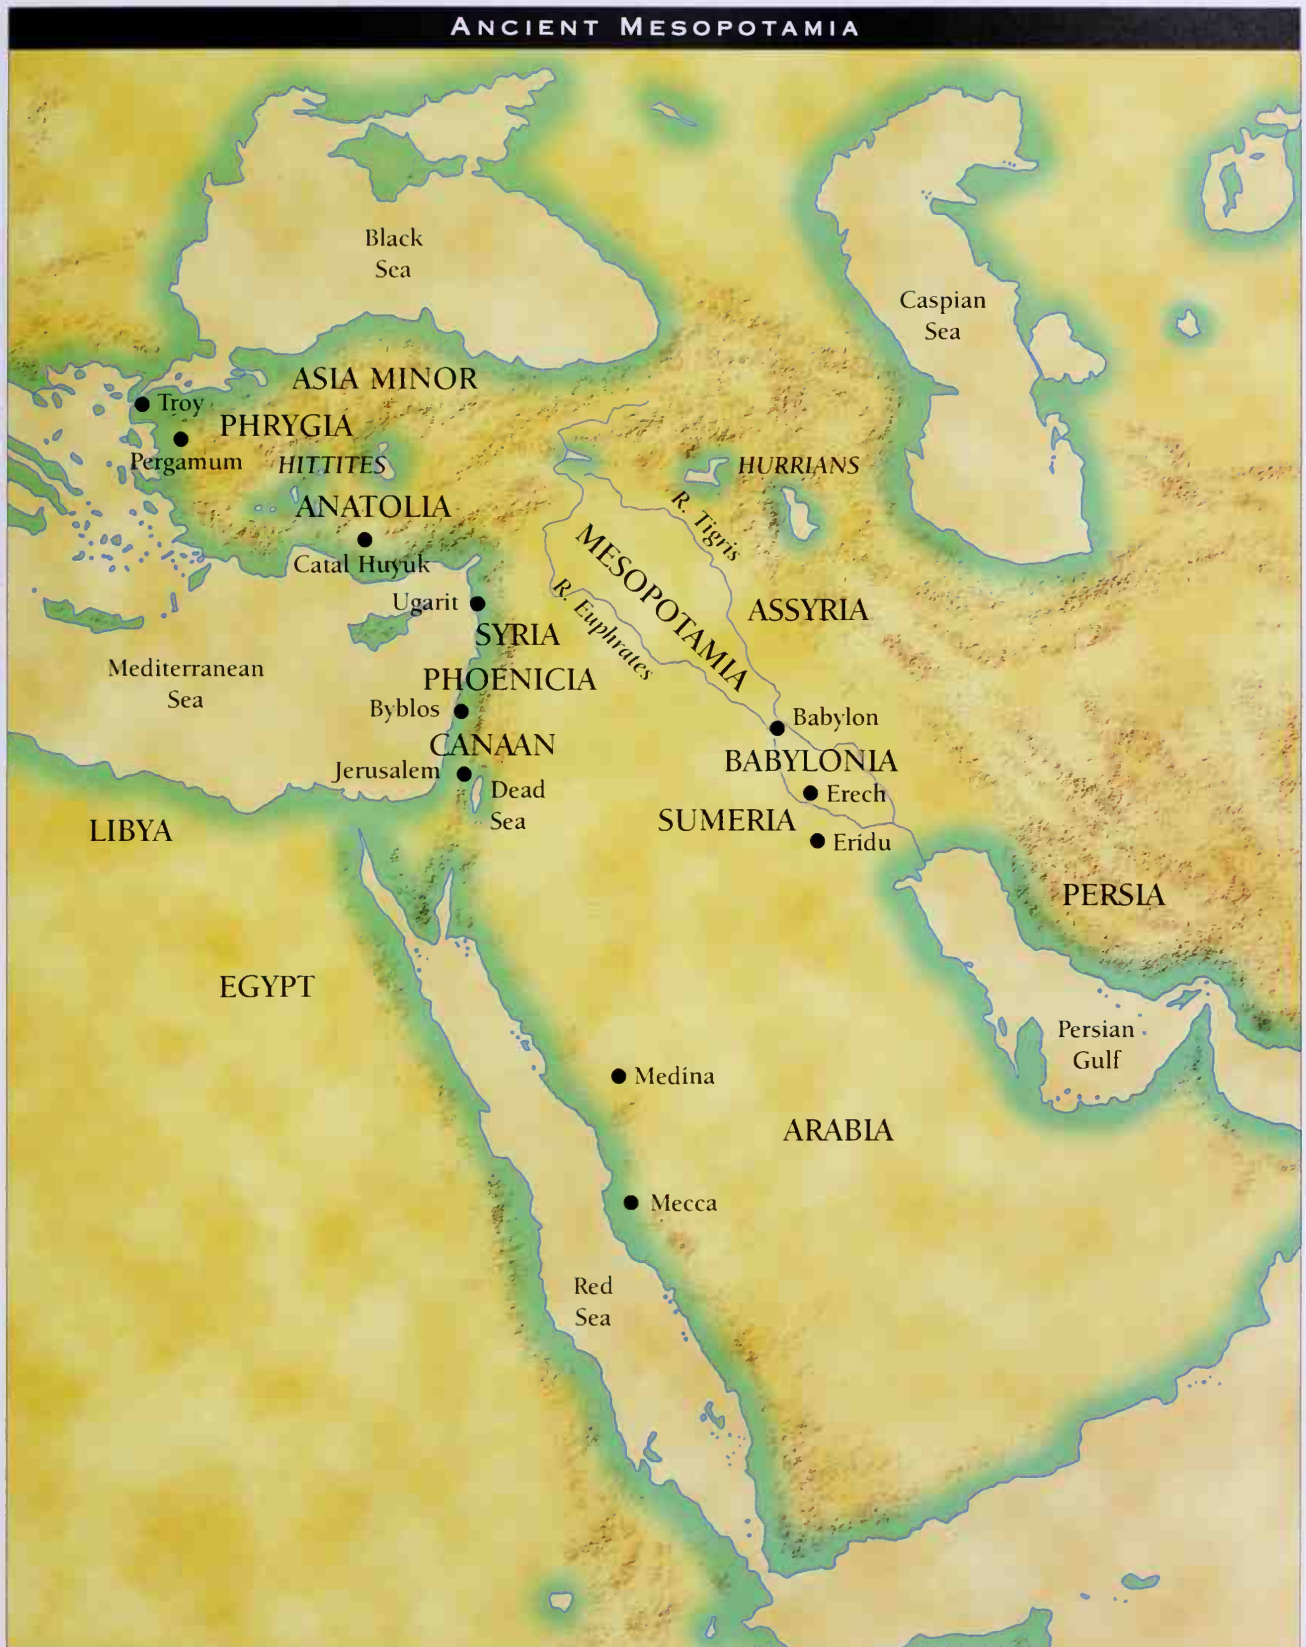 ANCIENT MESOPOTAMIA
Black
Sea
Caspian
Sea
ASIA MINOR
Troy
PHRYGIA
Pergamum
HITTITES
HURRIANS
ANATOLIA
R. Tigris
Catal Huyuk
MESOPOTAMIA
R. Euphrates
Ugarit
ASSYRIA
SYRIA
Mediterranean
Sea
PHOENICIA
Byblos
Babylon
CANAAN
BABYLONIA
Jerusalem
Dead
Sea
Erech
SUMERIA
LIBYA
Eridu
PERSIA
EGYPT
Persian
Gulf
Medina
ARABIA
Mecca
Red
Sea